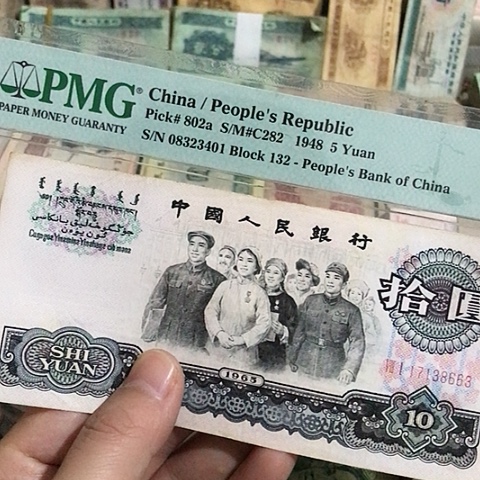 PMG®
PAPER MONEY GUARANTY
China / People's Republic
Pick# 802a S/M#C282 1948 5 Yuan
S/N 08323401 Block 132 - People's Bank of China
中國人民銀行
拾圓
SHI
YUAN
1965
17138663
10